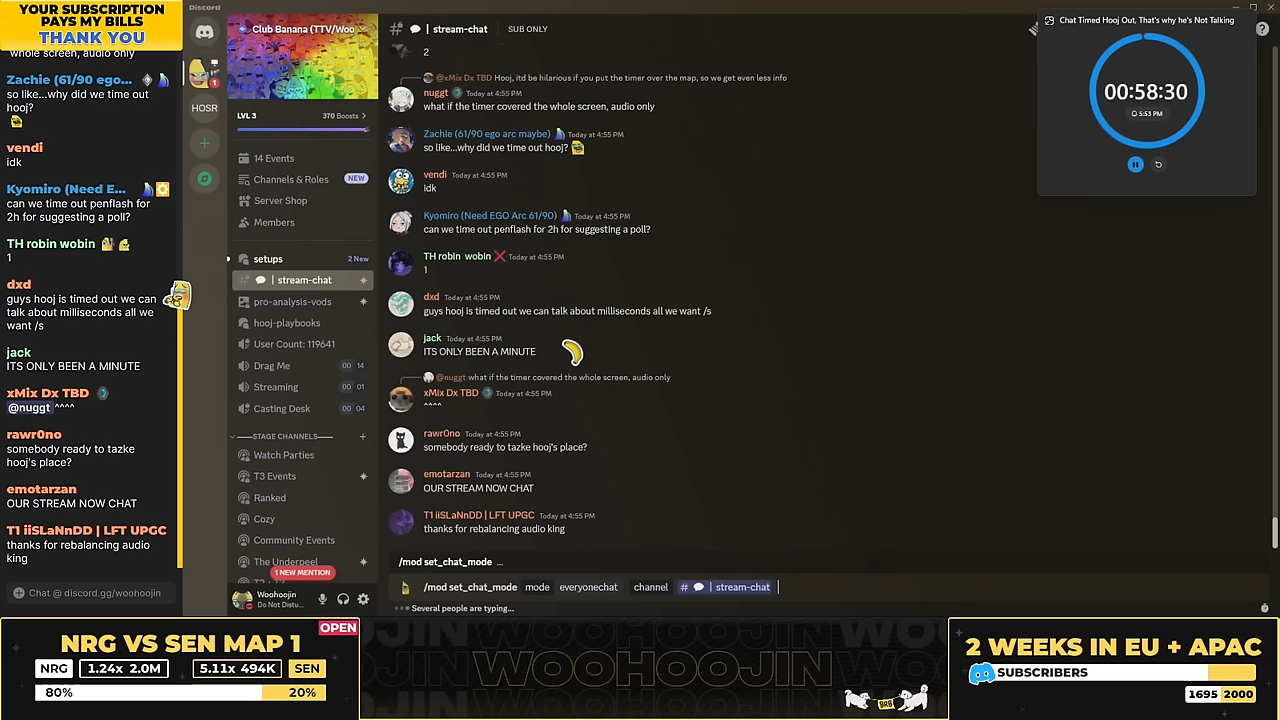 YOUR SUBSCRIPTION
PAYS MY BILLS
THANK YOU
whole screen, audio only
Zachie (61/90 ego...
so like...why did we time out
hooj?
vendi
idk
Kyomiro (Need E...
can we time out penflash for
2h for suggesting a poll?
TH robin wobin
1
dxd
guys hooj is timed out we can
talk about milliseconds all we
want /s
jack
ITS ONLY BEEN A MINUTE
xMix Dx TBD
@nuggt ^^^^
rawr0no
somebody ready to tazke
hooj's place?
emotarzan
OUR STREAM NOW CHAT
T1 iiSLaNnDD | LFT UPGC
thanks for rebalancing audio
king
Chat @ discord.gg/woohoojin
Discord
1
HOSR
Club Banana (TTV/Woo
LVL 3
370 Boosts >
14 Events
Channels & Roles NEW
Server Shop
Members
setups 2 New
# | stream-chat
pro-analysis-vods
hooj-playbooks
User Count: 119641
Drag Me 00 14
Streaming 00 01
Casting Desk 00 04
——STAGE CHANNELS—— +
Watch Parties
T3 Events
Ranked
Cozy
Community Events
The Underpeel
1 NEW MENTION
Woohoojin
Do Not Distu...
# | stream-chat SUB ONLY
2
@xMix Dx TBD Hooj, itd be hilarious if you put the timer over the map, so we get even less info
nuggt Today at 4:55 PM
what if the timer covered the whole screen, audio only
Zachie (61/90 ego arc maybe) Today at 4:55 PM
so like...why did we time out hooj?
vendi Today at 4:55 PM
idk
Kyomiro (Need EGO Arc 61/90) Today at 4:55 PM
can we time out penflash for 2h for suggesting a poll?
TH robin wobin Today at 4:55 PM
1
dxd Today at 4:55 PM
guys hooj is timed out we can talk about milliseconds all we want /s
jack Today at 4:55 PM
ITS ONLY BEEN A MINUTE
@nuggt what if the timer covered the whole screen, audio only
xMix Dx TBD Today at 4:55 PM
^^^^
rawr0no Today at 4:55 PM
somebody ready to tazke hooj's place?
emotarzan Today at 4:55 PM
OUR STREAM NOW CHAT
T1 iiSLaNnDD | LFT UPGC Today at 4:55 PM
thanks for rebalancing audio king
/mod set_chat_mode ...
/mod set_chat_mode mode everyonechat channel # | stream-chat
Several people are typing...
Chat Timed Hooj Out, That's why he's Not Talking
00:58:30
5:53 PM
NRG VS SEN MAP 1
OPEN
NRG 1.24x 2.0M 5.11x 494K SEN
80% 20%
WOOHOOJIN
BRB
2 WEEKS IN EU + APAC
SUBSCRIBERS
1695 2000